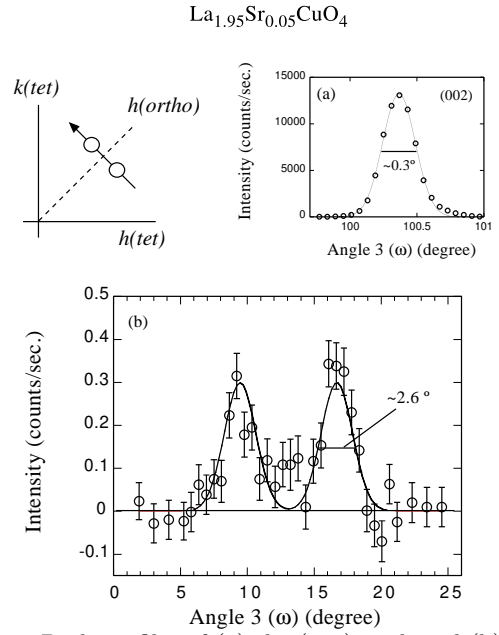 La1.95Sr0.05CuO4
k(tet)
h(ortho)
h(tet)
Intensity (counts/sec.)
15000
10000
5000
0
(a)
(002)
~0.3°
100
100.5
101
Angle 3 (ω) (degree)
Intensity (counts/sec.)
0.5
0.4
0.3
0.2
0.1
0
-0.1
(b)
~2.6 °
0
5
10
15
20
25
Angle 3 (ω) (degree)